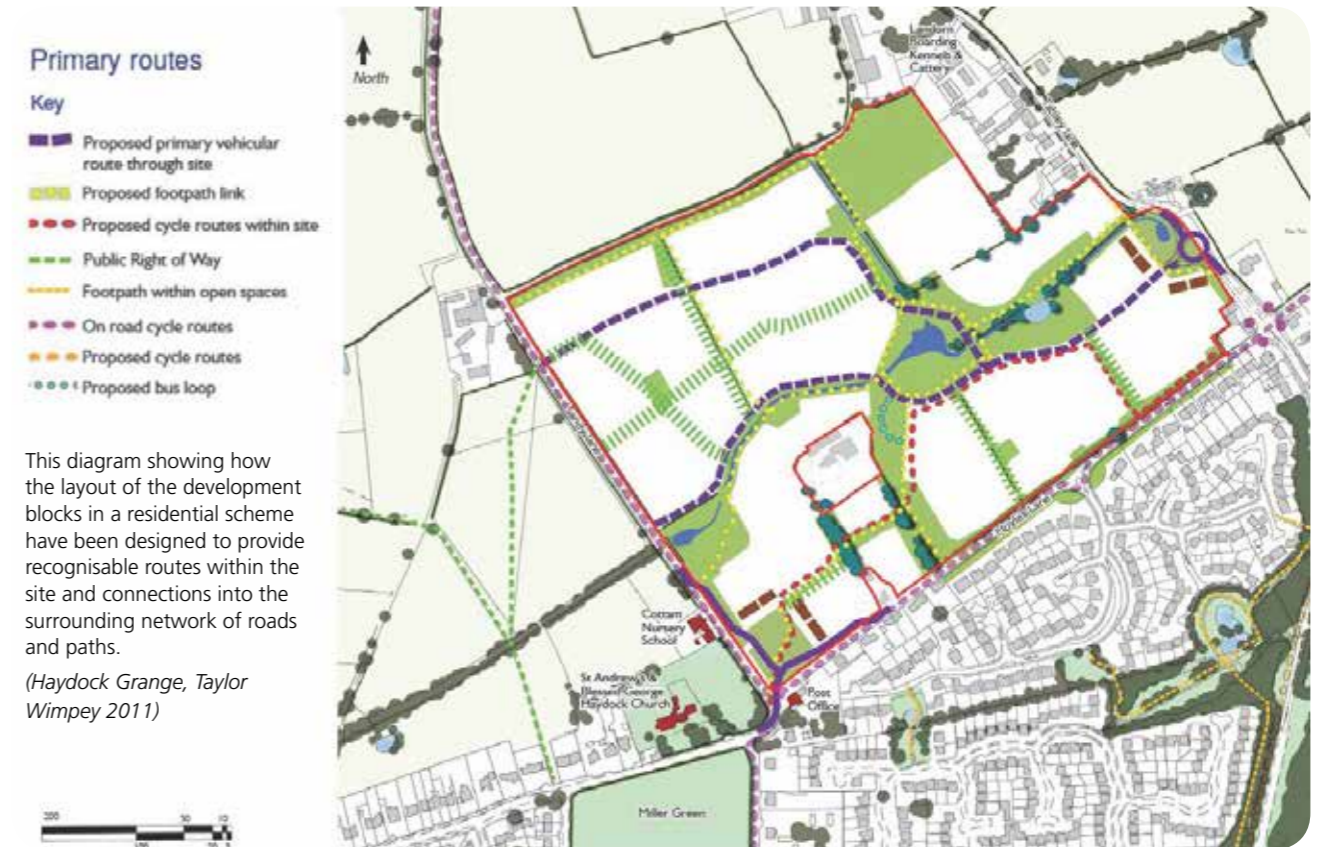 Primary routes
Key
Proposed primary vehicular
route through site
Proposed footpath link
Proposed cycle routes within site
Public Right of Way
Footpath within open spaces
On road cycle routes
Proposed cycle routes
Proposed bus loop
This diagram showing how
the layout of the development
blocks in a residential scheme
have been designed to provide
recognisable routes within the
site and connections into the
surrounding network of roads
and paths.
(Haydock Grange, Taylor
Wimpey 2011)
North
Boarding
Kennels &
Cattery
Hoyles Lane
Cottam
Nursery
School
St Andrew's &
Blessed George
Haydock Church
Post
Office
Miller Green